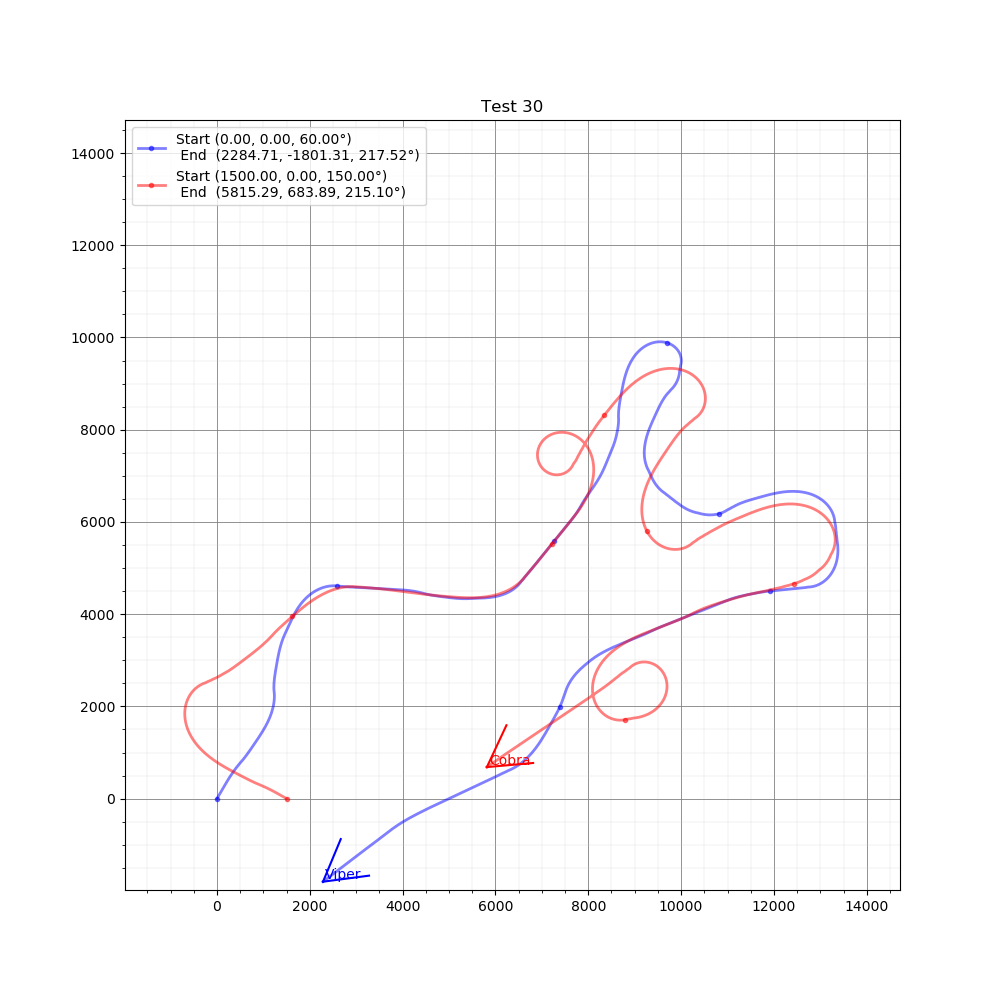 Test 30
Start (0.00, 0.00, 60.00°)
End (2284.71, -1801.31, 217.52°)
Start (1500.00, 0.00, 150.00°)
End (5815.29, 683.89, 215.10°)
14000
12000
10000
8000
6000
4000
2000
0
Cobra
Viper
0 2000 4000 6000 8000 10000 12000 14000